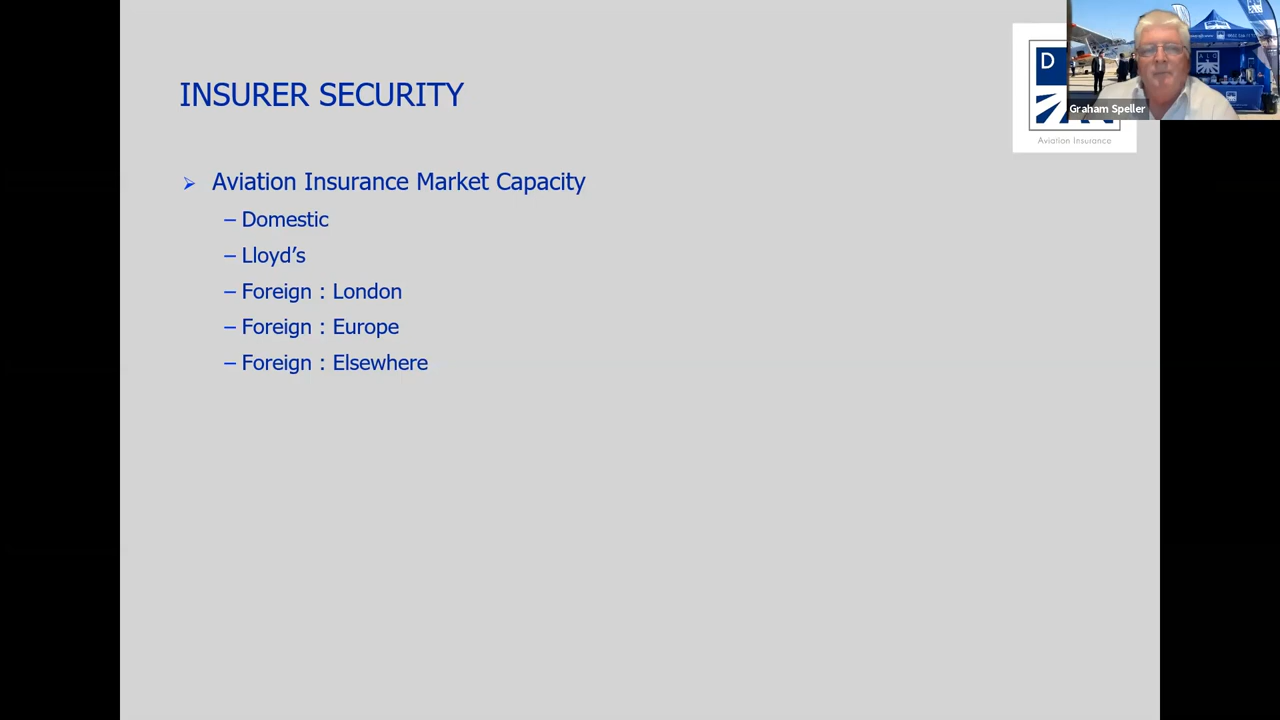 INSURER SECURITY
➢ Aviation Insurance Market Capacity
– Domestic
– Lloyd’s
– Foreign : London
– Foreign : Europe
– Foreign : Elsewhere
D
Aviation Insurance
Graham Speller